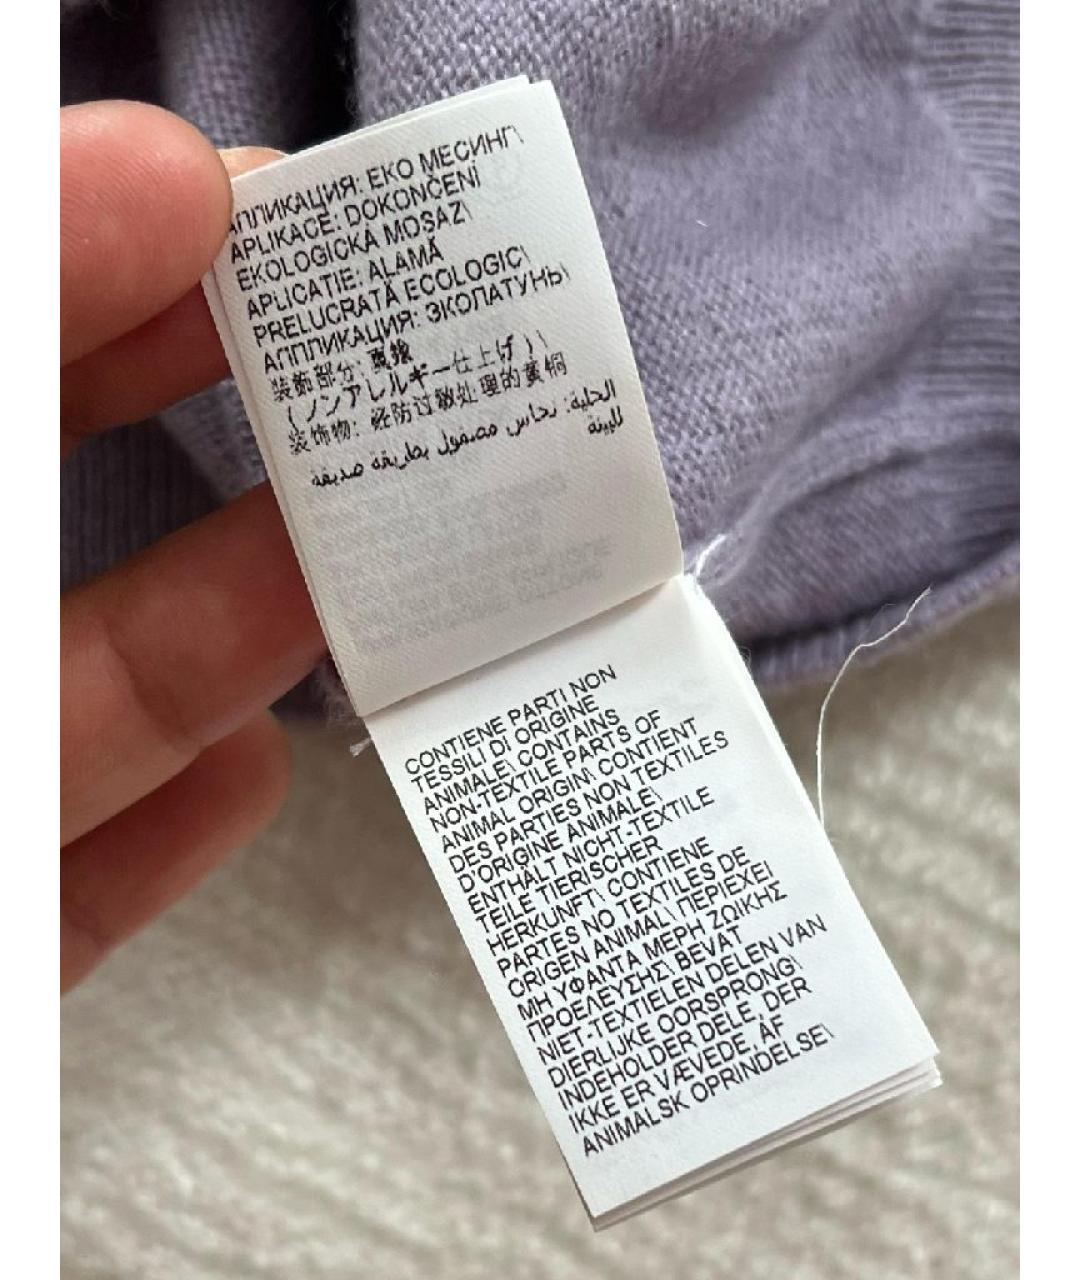 АППЛИКАЦИЯ: ЕКО МЕСИНГ\
APLIKACE: DOKONČENÍ
EKOLOGICKÁ MOSAZ\
APLICATIE: ALAMĂ
PRELUCRATĂ ECOLOGIC\
АППЛИКАЦИЯ: ЭКОЛАТУНЬ\
装飾部分: 真鍮
(ノンアレルギー仕上げ)\
装饰物: 经防过敏处理的黄铜
الحلية: نحاس مصقول بطريقة صديقة
للبيئة
CONTIENE PARTI NON
TESSILI DI ORIGINE
ANIMALE\ CONTAINS
NON-TEXTILE PARTS OF
ANIMAL ORIGIN\ CONTIENT
DES PARTIES NON TEXTILES
D'ORIGINE ANIMALE\
ENTHÄLT NICHT-TEXTILE
TEILE TIERISCHER
HERKUNFT\ CONTIENE
PARTES NO TEXTILES DE
ORIGEN ANIMAL\ ΠΕΡΙΕΧΕΙ
ΜΗ ΥΦΑΝΤΑ ΜΕΡΗ ΖΩΙΚΗΣ
ΠΡΟΕΛΕΥΣΗΣ\ BEVAT
NIET-TEXTIELEN DELEN VAN
DIERLIJKE OORSPRONG\
INDEHOLDER DELE, DER
IKKE ER VÆVEDE, AF
ANIMALSK OPRINDELSE\